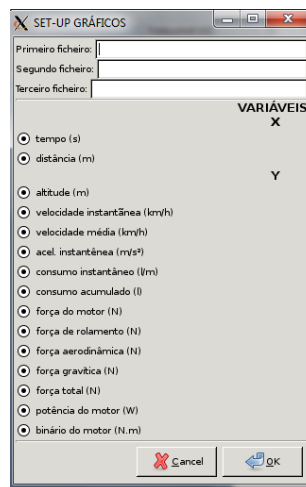 SET-UP GRÁFICOS
Primeiro ficheiro:
Segundo ficheiro:
Terceiro ficheiro:
VARIÁVEIS
X
tempo (s)
distância (m)
Y
altitude (m)
velocidade instantânea (km/h)
velocidade média (km/h)
acel. instantênea (m/s²)
consumo instantâneo (l/m)
consumo acumulado (l)
força do motor (N)
força de rolamento (N)
força aerodinâmica (N)
força gravítica (N)
força total (N)
potência do motor (W)
binário do motor (N.m)
Cancel OK